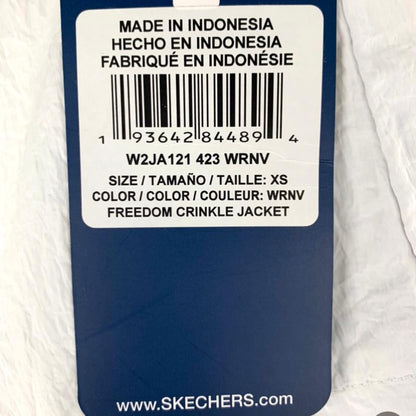 MADE IN INDONESIA
HECHO EN INDONESIA
FABRIQUÉ EN INDONÉSIE
1 93642 84489 4
W2JA121 423 WRNV
SIZE / TAMAÑO / TAILLE: XS
COLOR / COLOR / COULEUR: WRNV
FREEDOM CRINKLE JACKET
www.SKECHERS.com